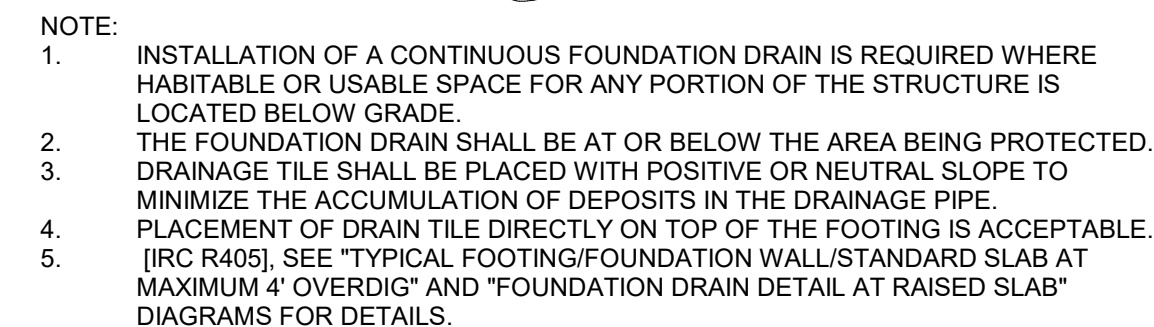 NOTE:
1. INSTALLATION OF A CONTINUOUS FOUNDATION DRAIN IS REQUIRED WHERE
HABITABLE OR USABLE SPACE FOR ANY PORTION OF THE STRUCTURE IS
LOCATED BELOW GRADE.
2. THE FOUNDATION DRAIN SHALL BE AT OR BELOW THE AREA BEING PROTECTED.
3. DRAINAGE TILE SHALL BE PLACED WITH POSITIVE OR NEUTRAL SLOPE TO
MINIMIZE THE ACCUMULATION OF DEPOSITS IN THE DRAINAGE PIPE.
4. PLACEMENT OF DRAIN TILE DIRECTLY ON TOP OF THE FOOTING IS ACCEPTABLE.
5. [IRC R405], SEE "TYPICAL FOOTING/FOUNDATION WALL/STANDARD SLAB AT
MAXIMUM 4' OVERDIG" AND "FOUNDATION DRAIN DETAIL AT RAISED SLAB"
DIAGRAMS FOR DETAILS.